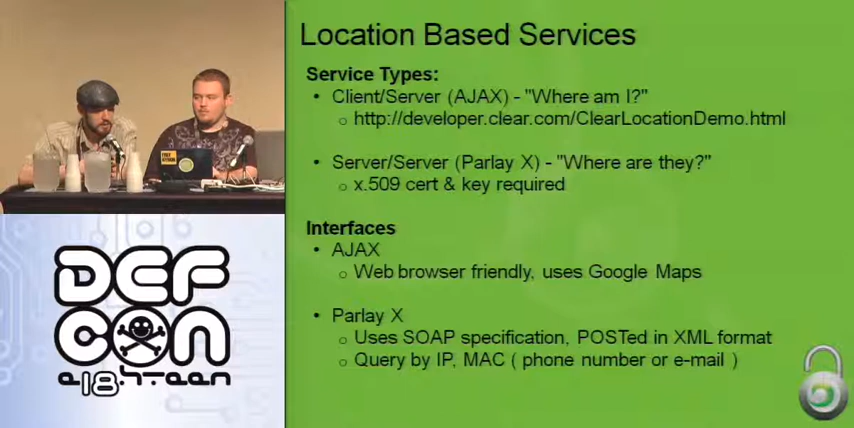 Location Based Services
Service Types:
• Client/Server (AJAX) - "Where am I?"
o http://developer.clear.com/ClearLocationDemo.html
• Server/Server (Parlay X) - "Where are they?"
o x.509 cert & key required
Interfaces
• AJAX
o Web browser friendly, uses Google Maps
• Parlay X
o Uses SOAP specification, POSTed in XML format
o Query by IP, MAC ( phone number or e-mail )
DEF
CON
e18h.teen